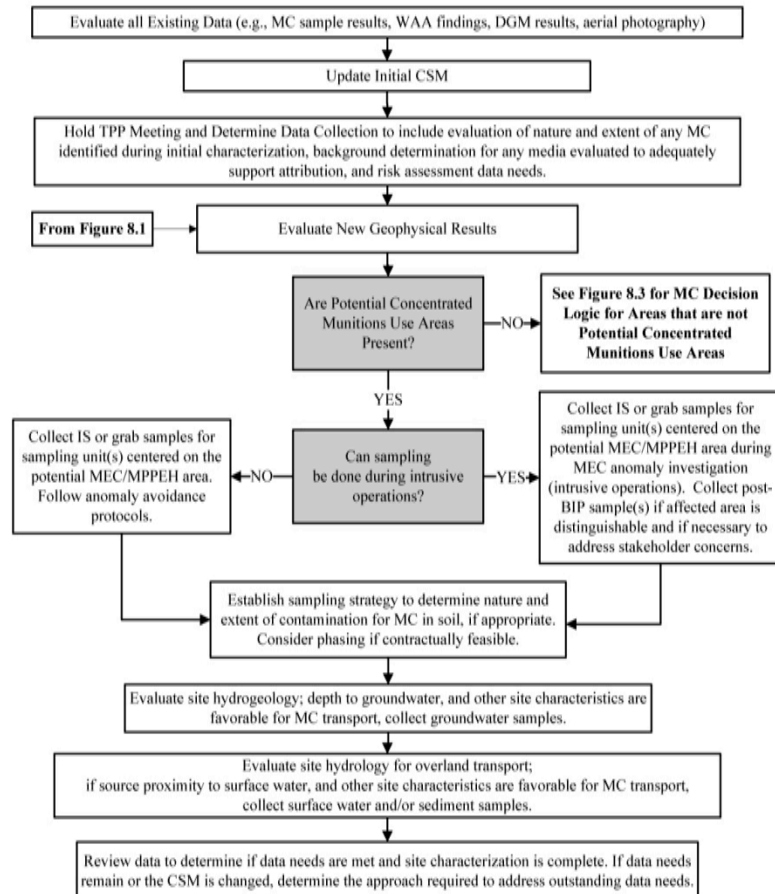 Evaluate all Existing Data (e.g., MC sample results, WAA findings, DGM results, aerial photography)
Update Initial CSM
Hold TPP Meeting and Determine Data Collection to include evaluation of nature and extent of any MC
identified during initial characterization, background determination for any media evaluated to adequately
support attribution, and risk assessment data needs.
From Figure 8.1
Evaluate New Geophysical Results
Are Potential Concentrated
Munitions Use Areas
Present?
NO
See Figure 8.3 for MC Decision
Logic for Areas that are not
Potential Concentrated
Munitions Use Areas
YES
Collect IS or grab samples for
sampling unit(s) centered on the
potential MEC/MPPEH area.
Follow anomaly avoidance
protocols.
NO
Can sampling
be done during intrusive
operations?
YES
Collect IS or grab samples for
sampling unit(s) centered on the
potential MEC/MPPEH area during
MEC anomaly investigation
(intrusive operations). Collect post-
BIP sample(s) if affected area is
distinguishable and if necessary to
address stakeholder concerns.
Establish sampling strategy to determine nature and
extent of contamination for MC in soil, if appropriate.
Consider phasing if contractually feasible.
Evaluate site hydrogeology; depth to groundwater, and other site characteristics are
favorable for MC transport, collect groundwater samples.
Evaluate site hydrology for overland transport;
if source proximity to surface water, and other site characteristics are favorable for MC transport,
collect surface water and/or sediment samples.
Review data to determine if data needs are met and site characterization is complete. If data needs
remain or the CSM is changed, determine the approach required to address outstanding data needs.